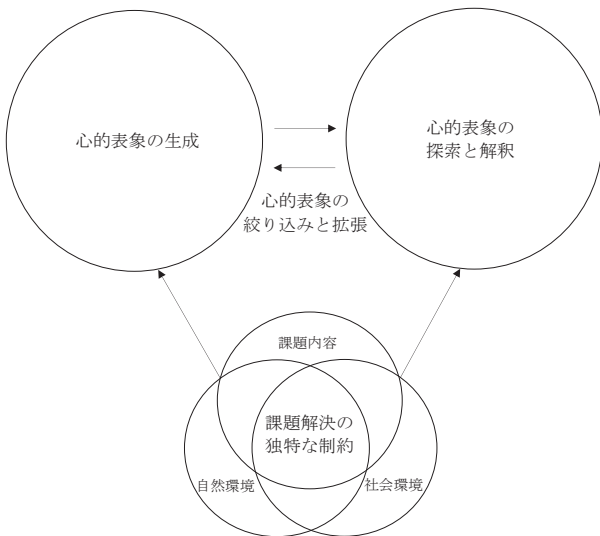 心的表象の生成
心的表象の
探索と解釈
心的表象の
絞り込みと拡張
課題内容
課題解決の
独特な制約
自然環境
社会環境